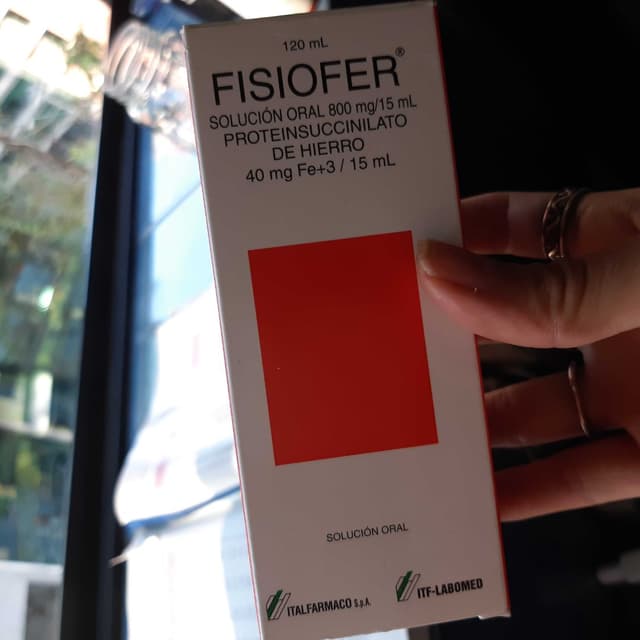 120 mL
FISIOFER®
SOLUCIÓN ORAL 800 mg/15 mL
PROTEINSUCCINILATO
DE HIERRO
40 mg Fe+3 / 15 mL
SOLUCIÓN ORAL
ITALFARMACO S.p.A.
ITF-LABOMED